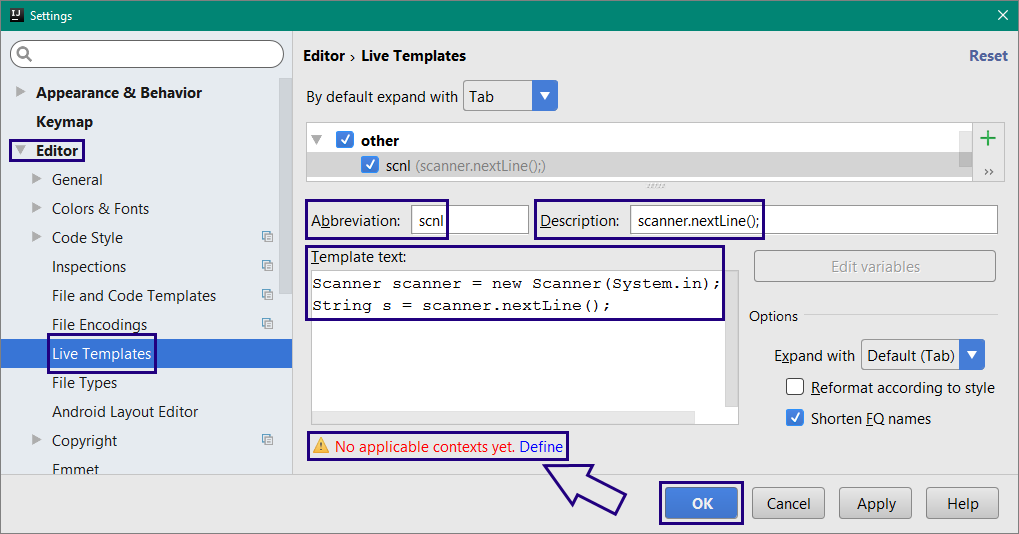 IJ Settings
Editor › Live Templates
Reset
Appearance & Behavior
Keymap
Editor
General
Colors & Fonts
Code Style
Inspections
File and Code Templates
File Encodings
Live Templates
File Types
Android Layout Editor
Copyright
Emmet
By default expand with Tab
other
scnl (scanner.nextLine();)
Abbreviation: scnl
Description: scanner.nextLine();
Template text:
Scanner scanner = new Scanner(System.in);
String s = scanner.nextLine();
Edit variables
Options
Expand with Default (Tab)
Reformat according to style
Shorten FQ names
No applicable contexts yet. Define
OK Cancel Apply Help